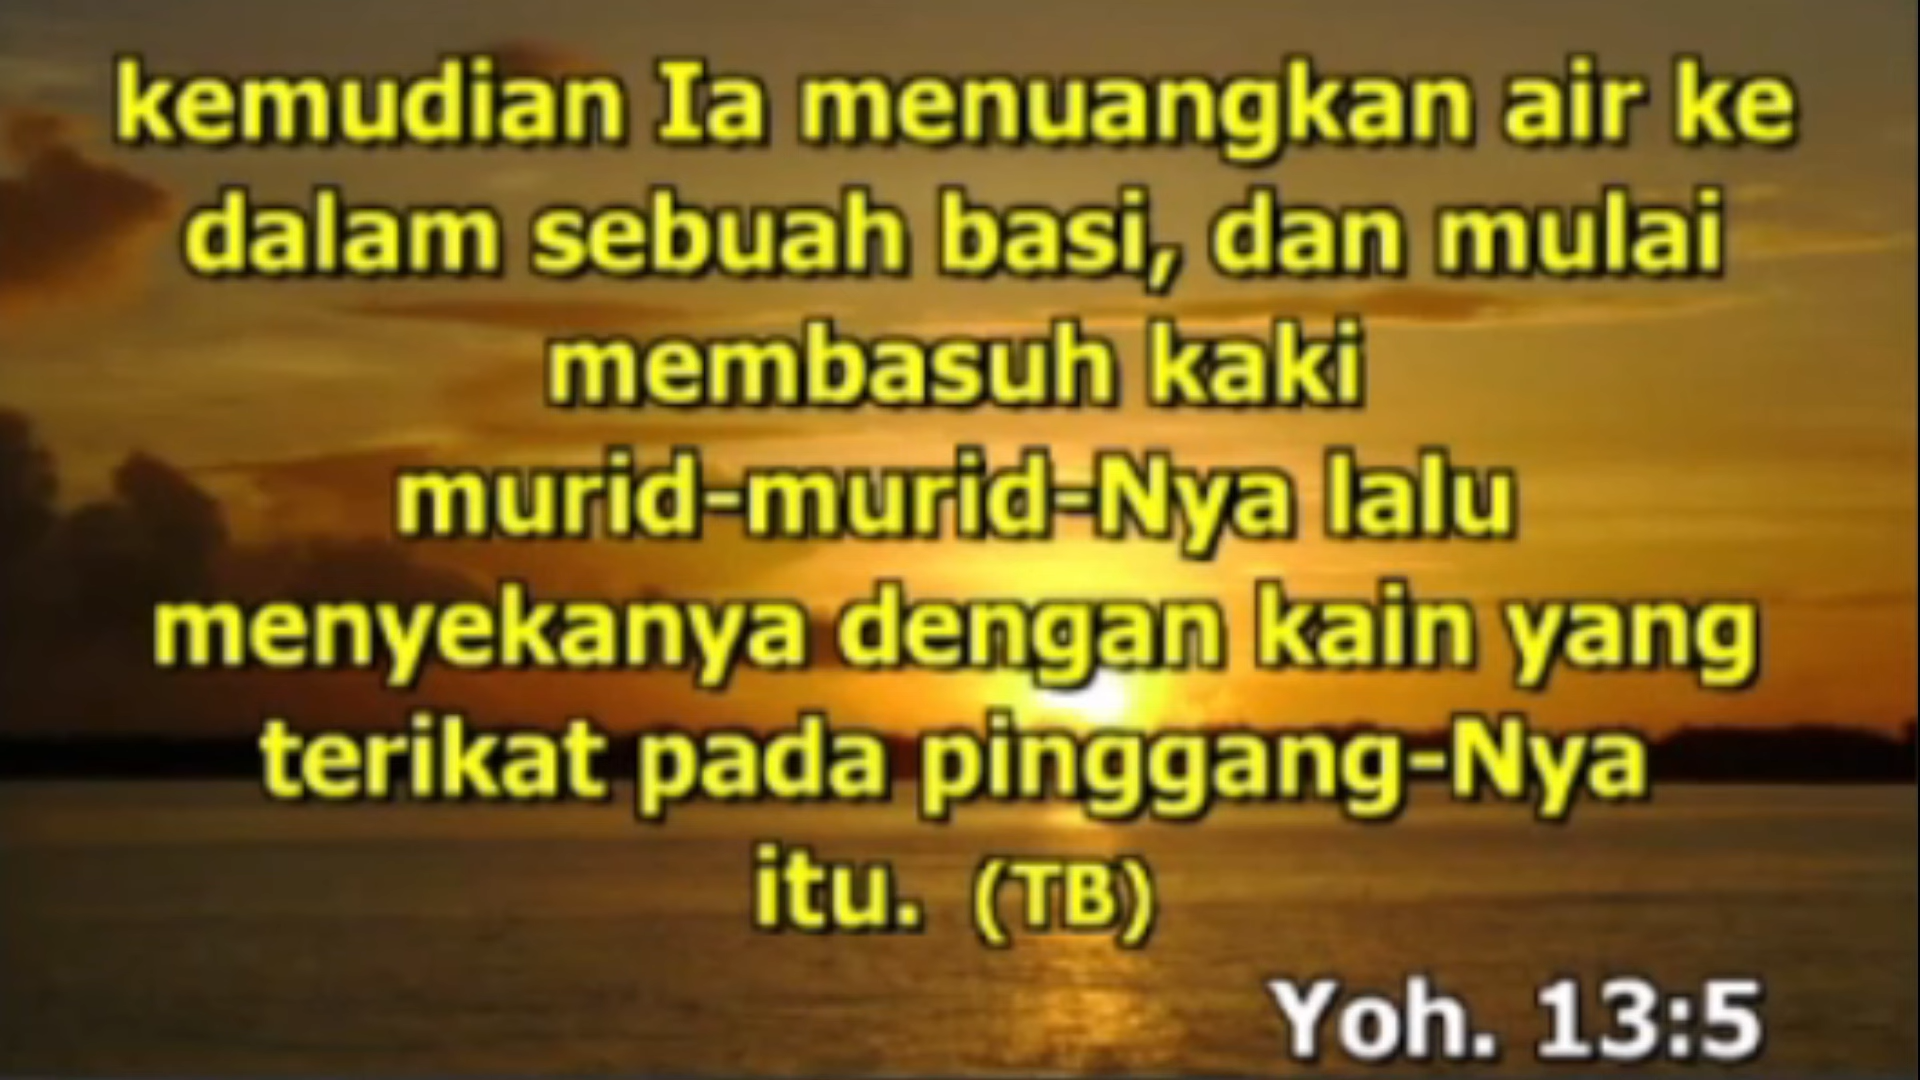 kemudian Ia menuangkan air ke
dalam sebuah basi, dan mulai
membasuh kaki
murid-murid-Nya lalu
menyekanya dengan kain yang
terikat pada pinggang-Nya
itu. (TB)
Yoh. 13:5